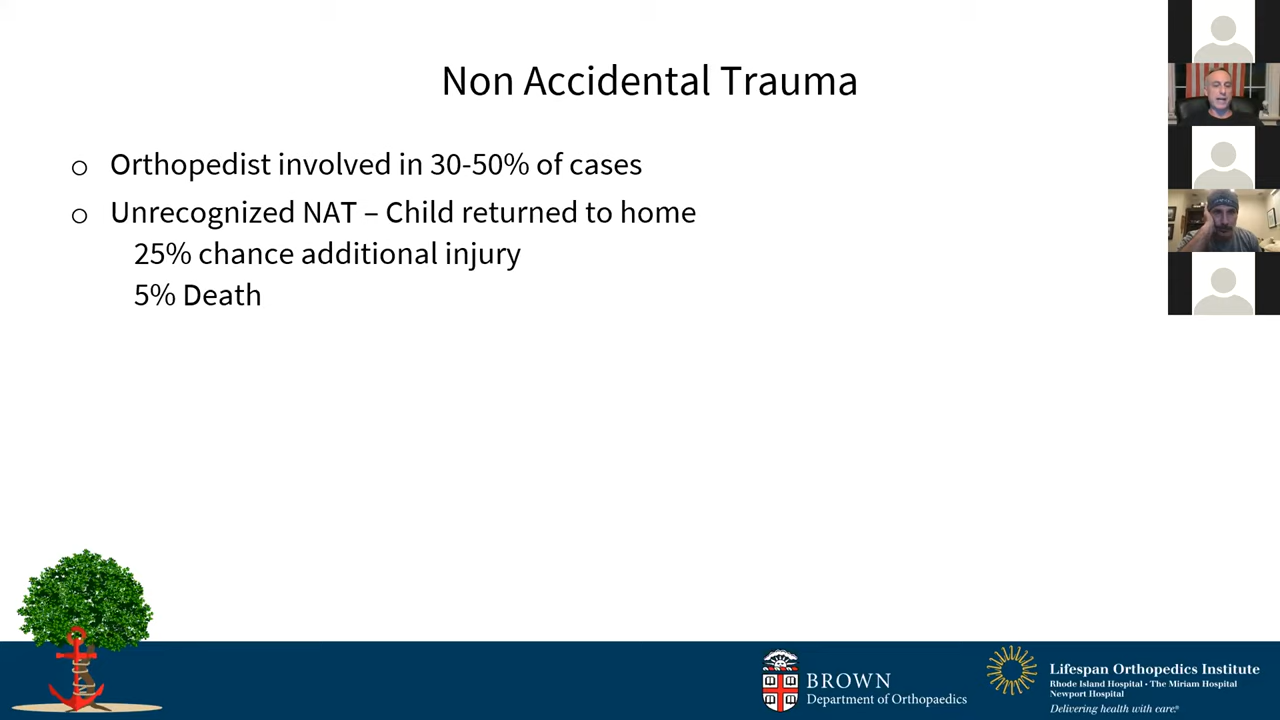 Non Accidental Trauma
Orthopedist involved in 30-50% of cases
Unrecognized NAT – Child returned to home
25% chance additional injury
5% Death
BROWN
Department of Orthopaedics
Lifespan Orthopedics Institute
Rhode Island Hospital • The Miriam Hospital
Newport Hospital
Delivering health with care.®